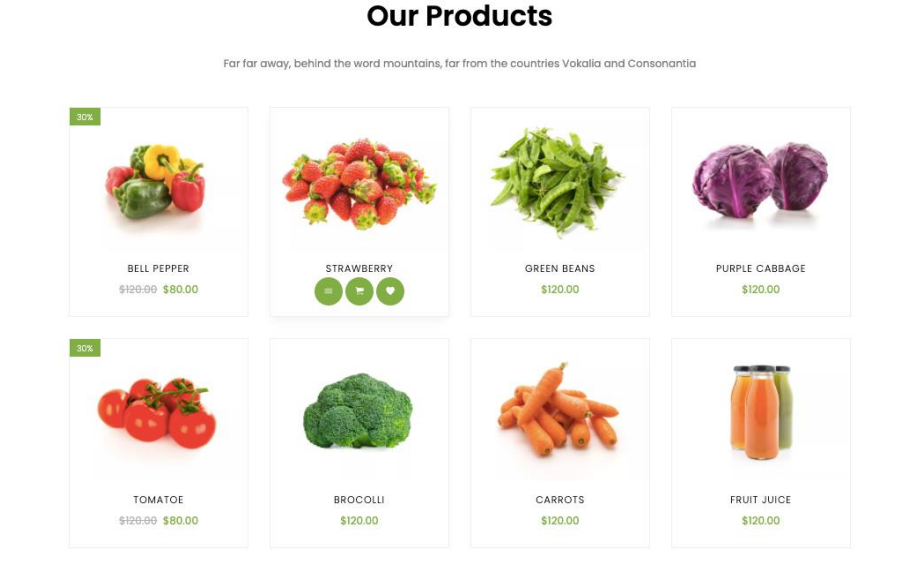 Our Products
Far far away, behind the word mountains, far from the countries Vokalia and Consonantia
30%
BELL PEPPER
$120.00 $80.00
STRAWBERRY
GREEN BEANS
$120.00
PURPLE CABBAGE
$120.00
30%
TOMATOE
$120.00 $80.00
BROCOLLI
$120.00
CARROTS
$120.00
FRUIT JUICE
$120.00